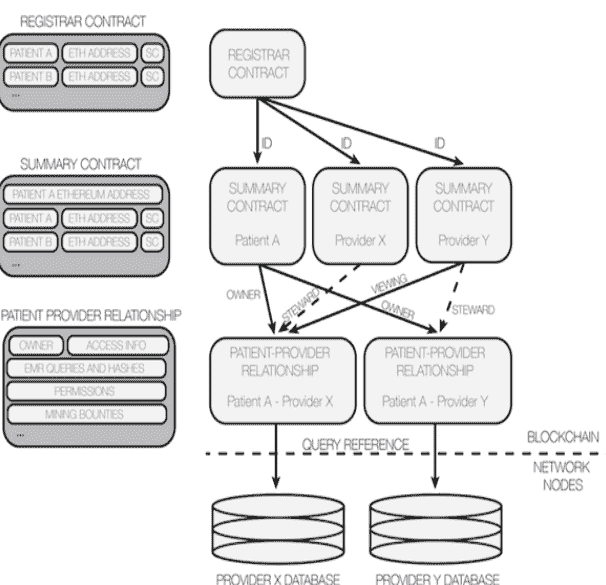 REGISTRAR CONTRACT
PATIENT A ETH ADDRESS SC
PATIENT B ETH ADDRESS SC
...
SUMMARY CONTRACT
PATIENT A ETHEREUM ADDRESS
PATIENT A ETH ADDRESS SC
PATIENT B ETH ADDRESS SC
...
PATIENT PROVIDER RELATIONSHIP
OWNER ACCESS INFO
EMR QUERIES AND HASHES
PERMISSIONS
MINING BOUNTIES
...
REGISTRAR
CONTRACT
ID ID ID
SUMMARY
CONTRACT
Patient A
SUMMARY
CONTRACT
Provider X
SUMMARY
CONTRACT
Provider Y
OWNER
STEWARD
VIEWING
OWNER
STEWARD
PATIENT-PROVIDER
RELATIONSHIP
Patient A - Provider X
PATIENT-PROVIDER
RELATIONSHIP
Patient A - Provider Y
QUERY REFERENCE
BLOCKCHAIN
NETWORK
NODES
PROVIDER X DATABASE
PROVIDER Y DATABASE